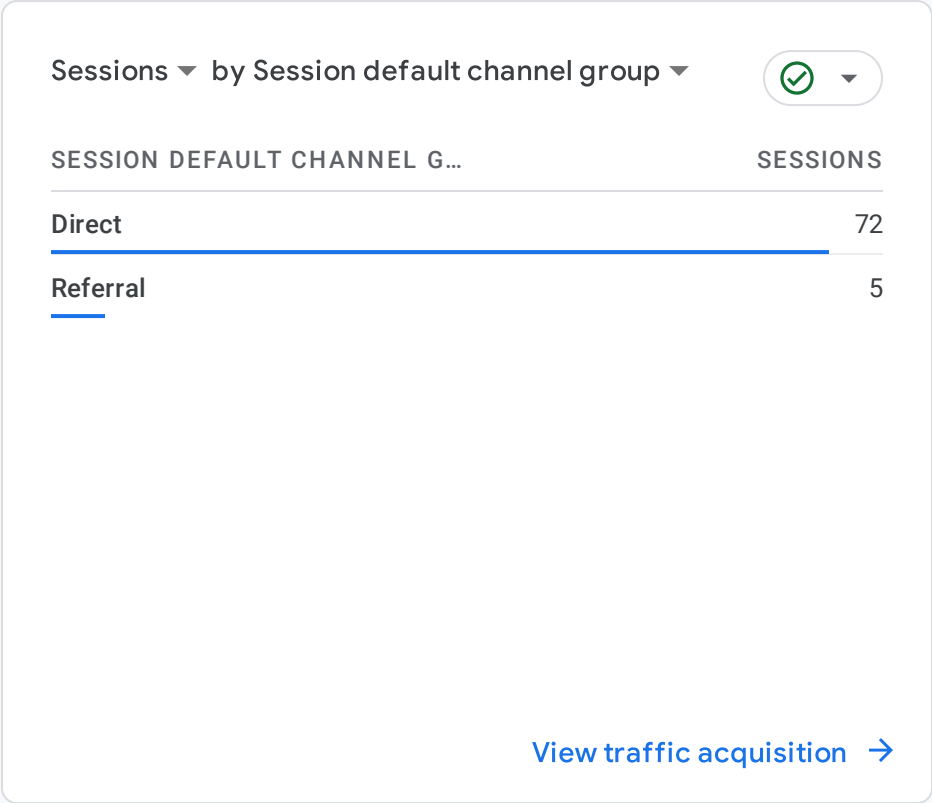 Sessions by Session default channel group
SESSION DEFAULT CHANNEL G… SESSIONS
Direct 72
Referral 5
View traffic acquisition